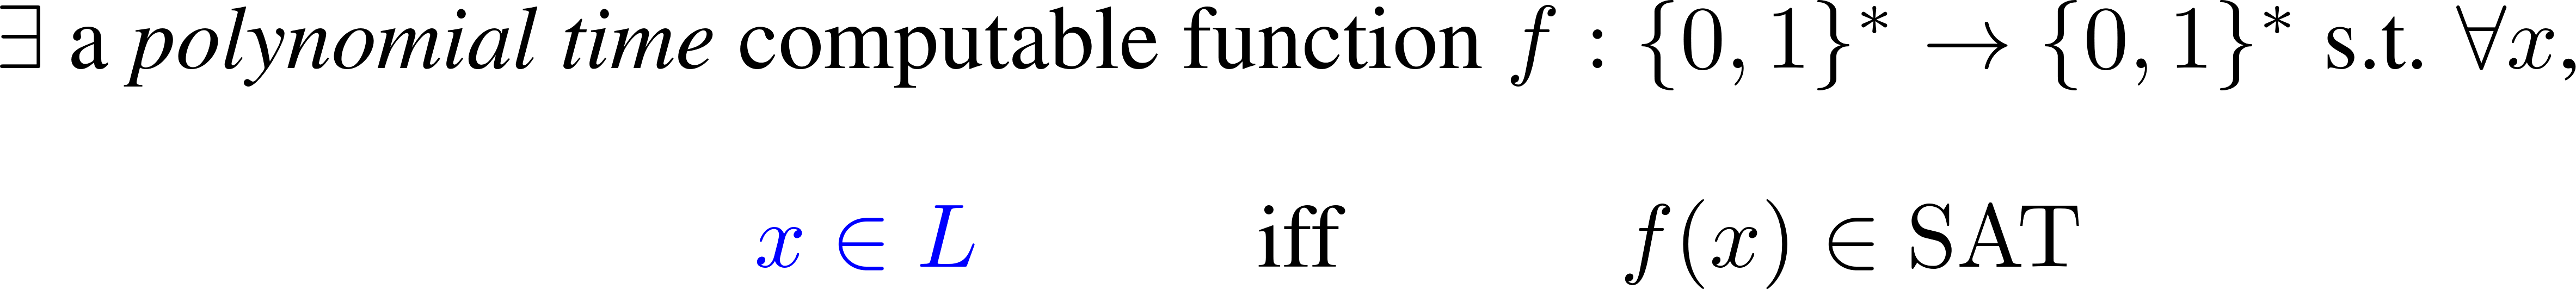 ∃ a polynomial time computable function f : {0, 1}* → {0, 1}* s.t. ∀x,
x ∈ L iff f(x) ∈ SAT